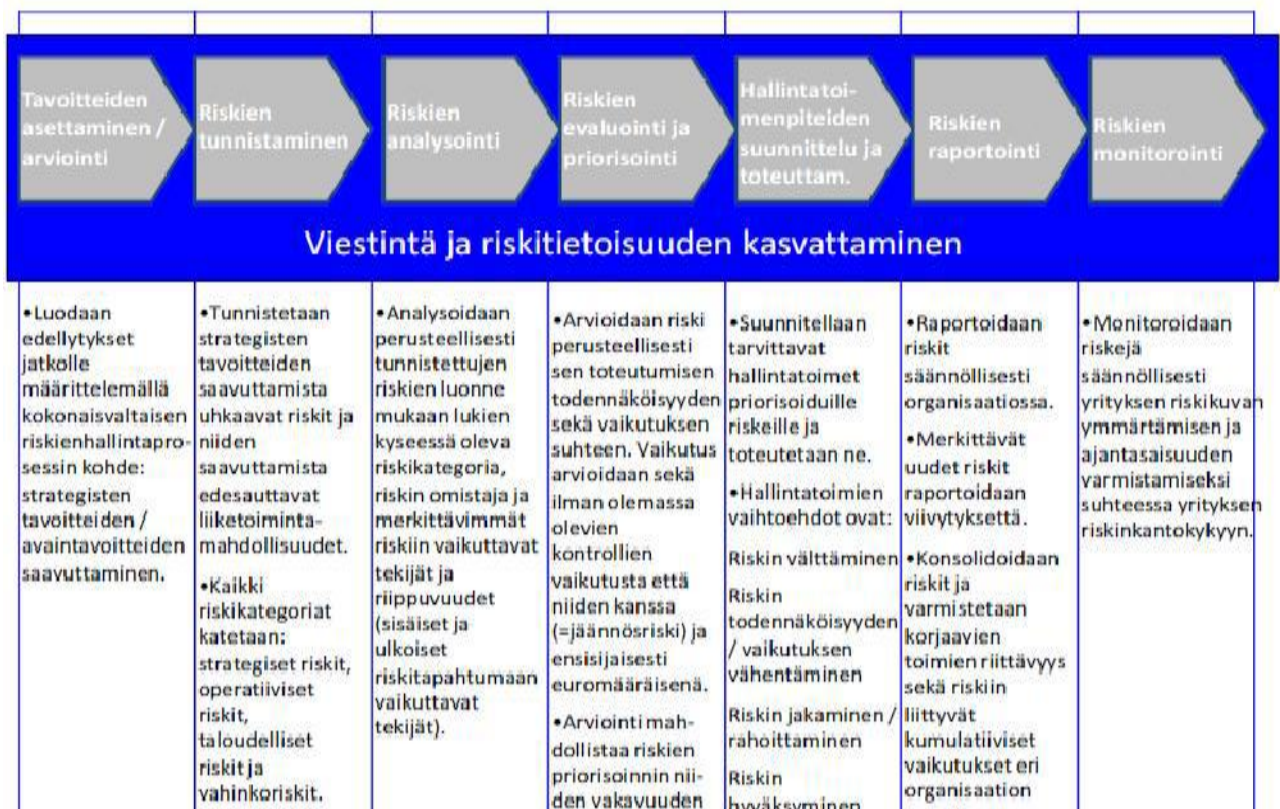 Tavoitteiden
asettaminen /
arviointi
Riskien
tunnistaminen
Riskien
analysointi
Riskien
evaluointi ja
priorisointi
Hallintatoi-
menpiteiden
suunnittelu ja
toteuttam.
Riskien
raportointi
Riskien
monitorointi
Viestintä ja riskitietoisuuden kasvattaminen
•Luodaan
edellytykset
jatkolle
määrittelemällä
kokonaisvaltaisen
riskienhallintapro-
sessin kohde:
strategisten
tavoitteiden /
avaintavoitteiden
saavuttaminen.
•Tunnistetaan
strategisten
tavoitteiden
saavuttamista
uhkaavat riskit ja
niiden
saavuttamista
edesauttavat
liiketoiminta-
mahdollisuudet.
•Kaikki
riskikategoriat
katetaan:
strategiset riskit,
operatiiviset
riskit,
taloudelliset
riskit ja
vahinkoriskit.
•Analysoidaan
perusteellisesti
tunnistettujen
riskien luonne
mukaan lukien
kyseessä oleva
riskikategoria,
riskin omistaja ja
merkittävimmät
riskiin vaikuttavat
tekijät ja
riippuvuudet
(sisäiset ja
ulkoiset
riskitapahtumaan
vaikuttavat
tekijät).
•Arvioidaan riski
perusteellisesti
sen toteutumisen
todennäköisyyden
sekä vaikutuksen
suhteen. Vaikutus
arvioidaan sekä
ilman olemassa
olevien
kontrollien
vaikutusta että
niiden kanssa
(=jäännösriski) ja
ensisijaisesti
euromääräisenä.
•Arviointi mah-
dollistaa riskien
priorisoinnin nii-
den vakavuuden
•Suunnitellaan
tarvittavat
hallintatoimet
priorisoiduille
riskeille ja
toteutetaan ne.
•Hallintatoimien
vaihtoehdot ovat:
Riskin välttäminen
Riskin
todennäköisyyden
/ vaikutuksen
vähentäminen
Riskin jakaminen /
rahoittaminen
Riskin
hyväksyminen
•Raportoidaan
riskit
säännöllisesti
organisaatiossa.
•Merkittävät
uudet riskit
raportoidaan
viivytyksettä.
•Konsolidoidaan
riskit ja
varmistetaan
korjaavien
toimien riittävyys
sekä riskiin
liittyvät
kumulatiiviset
vaikutukset eri
organisaation
•Monitoroidaan
riskejä
säännöllisesti
yrityksen riskikuvan
ymmärtämisen ja
ajantasaisuuden
varmistamiseksi
suhteessa yrityksen
riskinkantokykyyn.